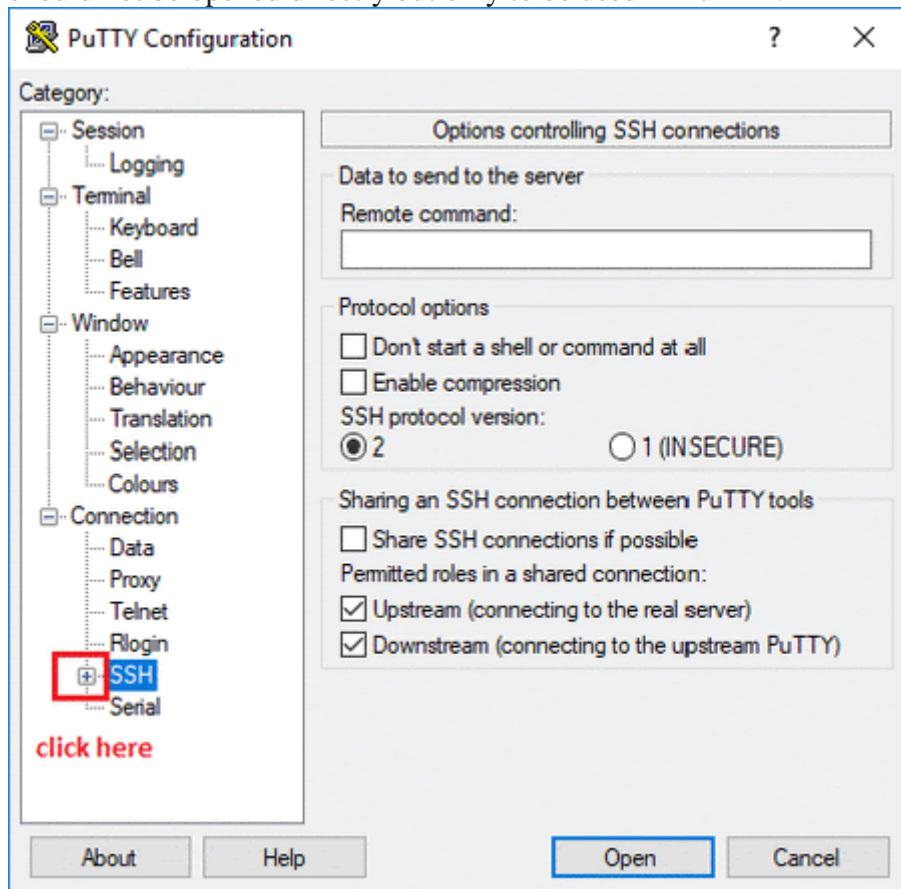 PuTTY Configuration
?
Category:
Session
Logging
Terminal
Keyboard
Bell
Features
Window
Appearance
Behaviour
Translation
Selection
Colours
Connection
Data
Proxy
Telnet
Rlogin
SSH
Serial
click here
Options controlling SSH connections
Data to send to the server
Remote command:
Protocol options
Don't start a shell or command at all
Enable compression
SSH protocol version:
2
1 (INSECURE)
Sharing an SSH connection between PuTTY tools
Share SSH connections if possible
Permitted roles in a shared connection:
Upstream (connecting to the real server)
Downstream (connecting to the upstream PuTTY)
About
Help
Open
Cancel